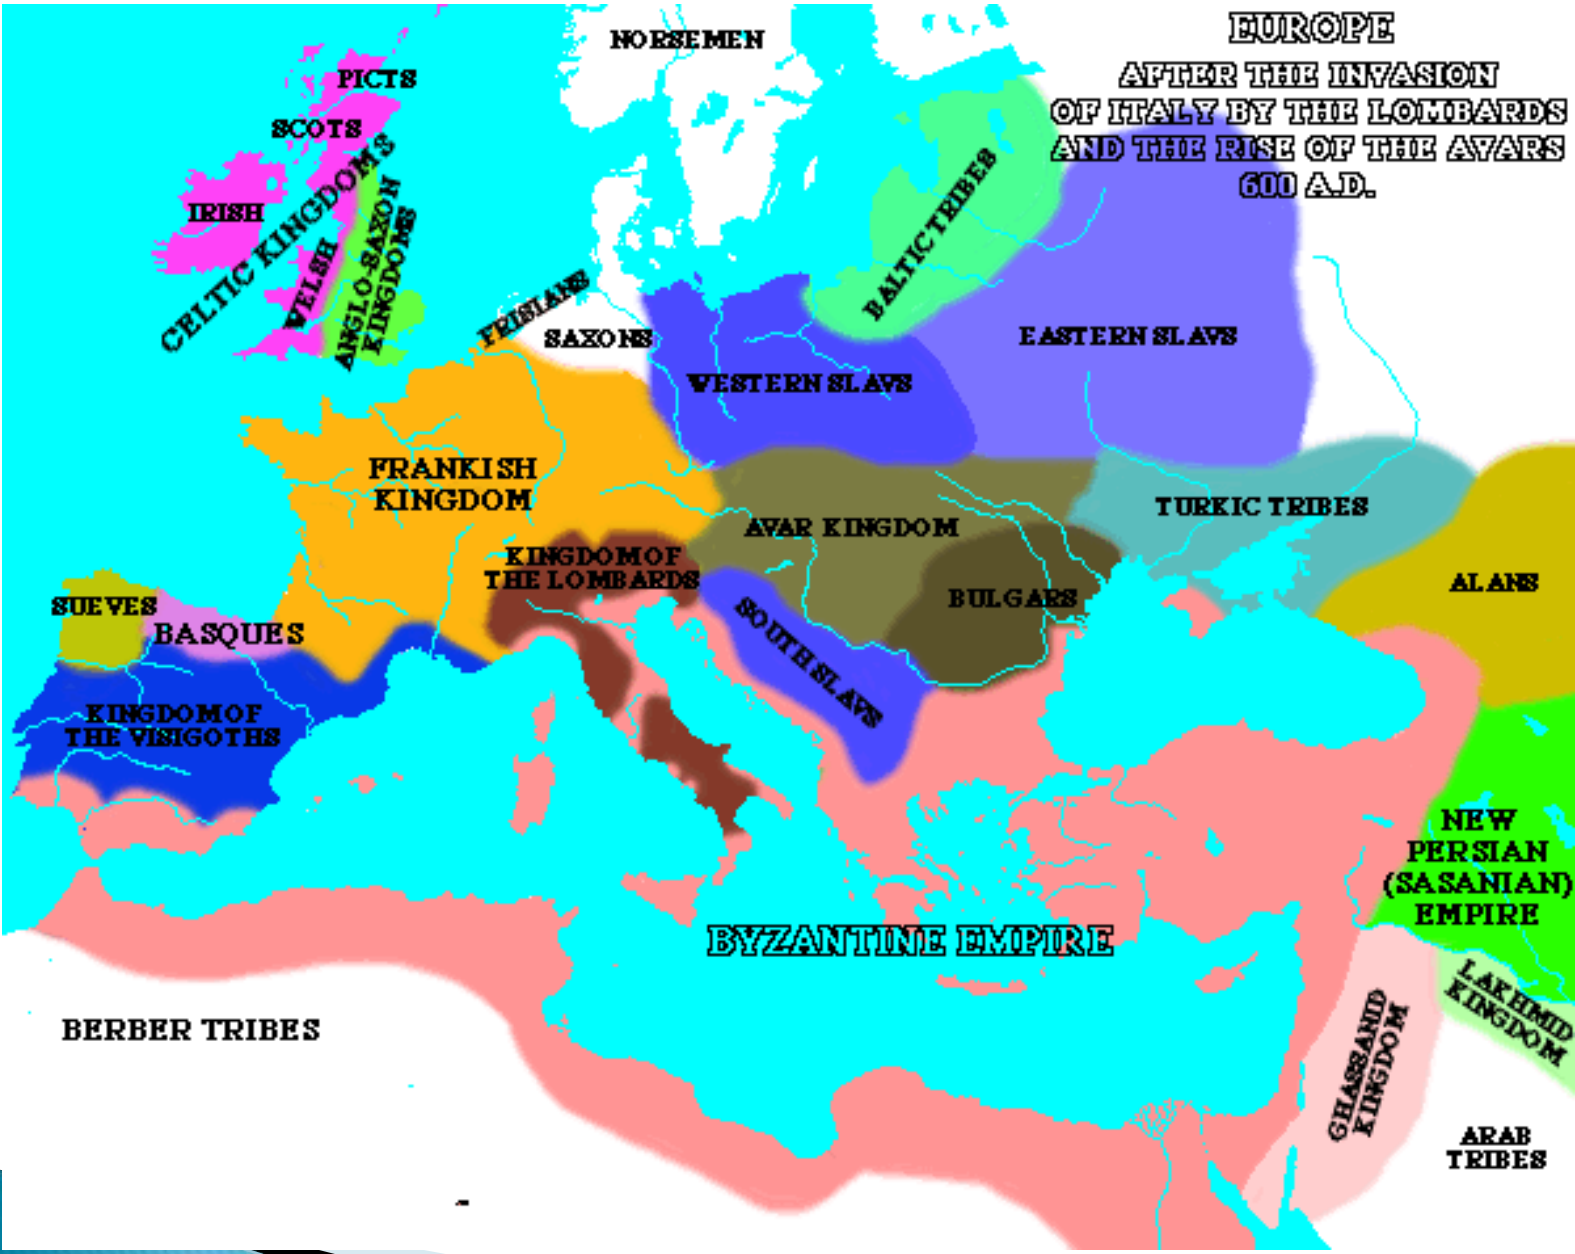 EUROPE
AFTER THE INVASION
OF ITALY BY THE LOMBARDS
AND THE RISE OF THE AVARS
600 A.D.
NORSEMEN
PICTS
SCOTS
IRISH
CELTIC KINGDOMS
WELSH
ANGLO-SAXON
KINGDOMS
FRISIANS
SAXONS
BALTIC TRIBES
WESTERN SLAVS
EASTERN SLAVS
FRANKISH
KINGDOM
AVAR KINGDOM
TURKIC TRIBES
KINGDOM OF
THE LOMBARDS
BULGARS
ALANS
SUEVES
BASQUES
SOUTH SLAVS
KINGDOM OF
THE VISIGOTHS
NEW
PERSIAN
(SASANIAN)
EMPIRE
BYZANTINE EMPIRE
LAKHMID
KINGDOM
GHASSANID
KINGDOM
BERBER TRIBES
ARAB
TRIBES